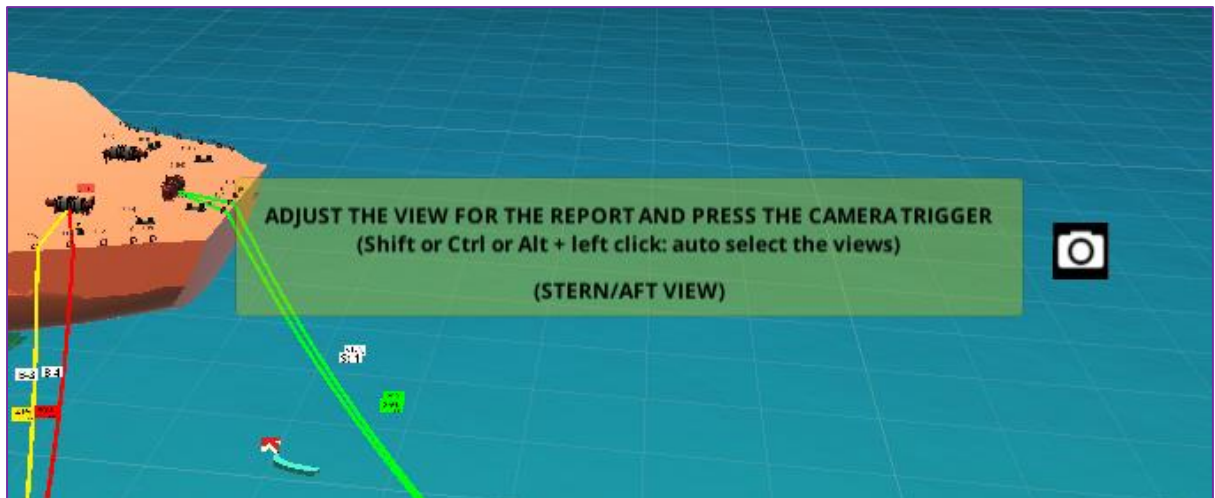 ADJUST THE VIEW FOR THE REPORT AND PRESS THE CAMERA TRIGGER
(Shift or Ctrl or Alt + left click: auto select the views)
(STERN/AFT VIEW)